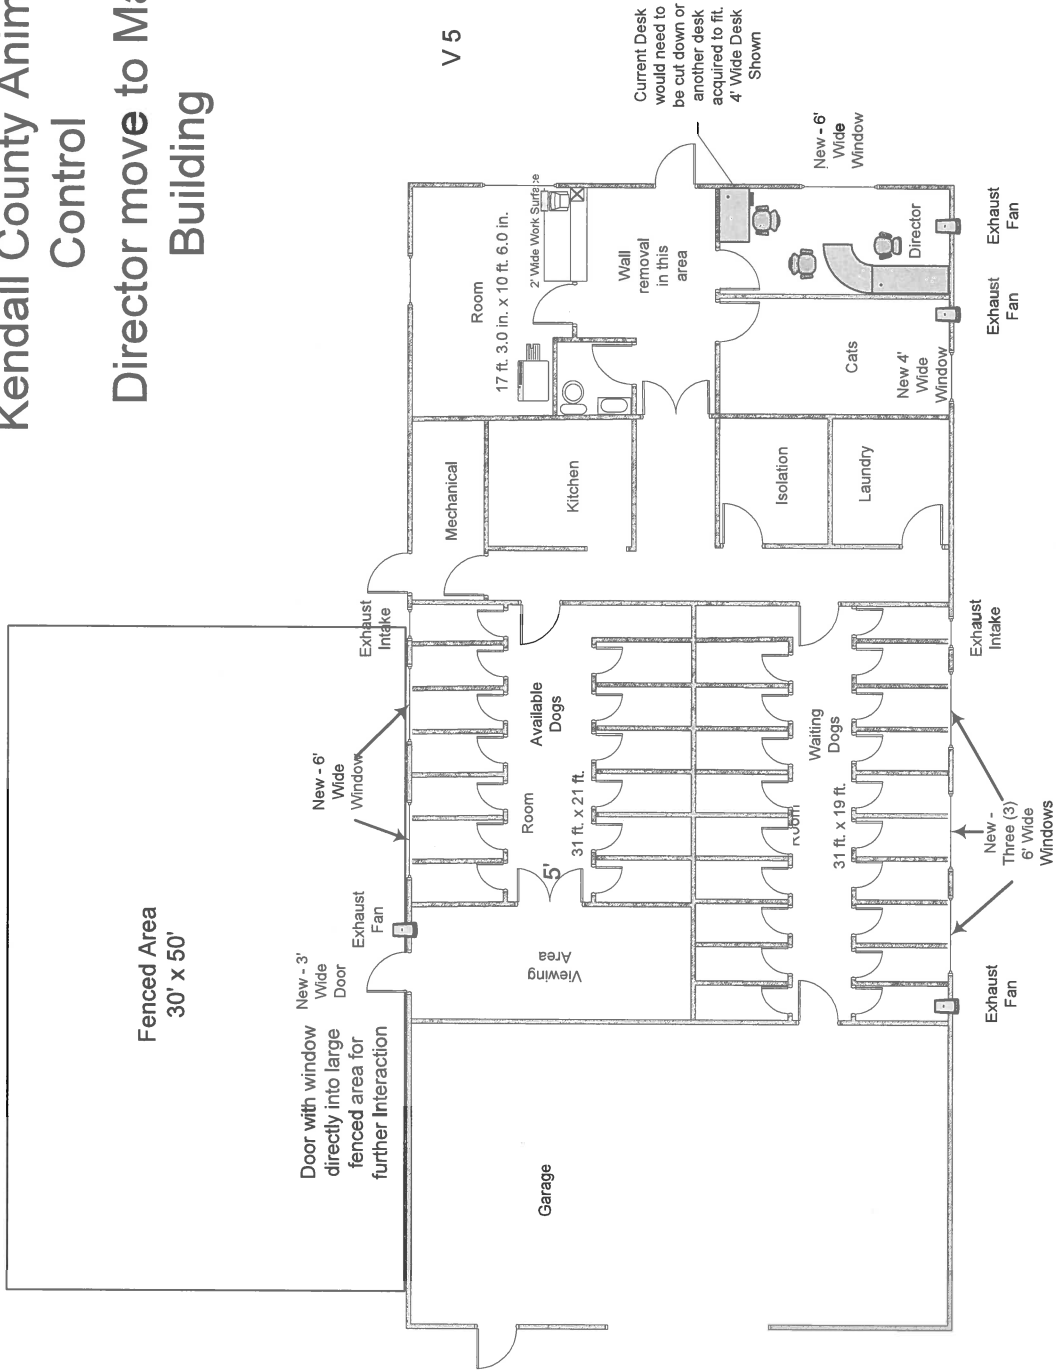 Kendall County Anim
Control
Director move to Ma
Building
V 5
Current Desk
would need to
be cut down or
another desk
acquired to fit.
4' Wide Desk
Shown
New - 6'
Wide
Window
Exhaust
Fan
Exhaust
Fan
Director
2' Wide Work Surface
Room
17 ft. 3.0 in. x 10 ft. 6.0 in.
Wall
removal
in this
area
Cats
New 4'
Wide
Window
Mechanical
Kitchen
Isolation
Laundry
Exhaust
Intake
Exhaust
Intake
Available
Dogs
Room
31 ft. x 21 ft.
5'
Waiting
Dogs
Room
31 ft. x 19 ft.
New - 6'
Wide
Window
New -
Three (3)
6' Wide
Windows
Exhaust
Fan
Exhaust
Fan
Viewing
Area
New - 3'
Wide
Door
Fenced Area
30' x 50'
Door with window
directly into large
fenced area for
further Interaction
Garage